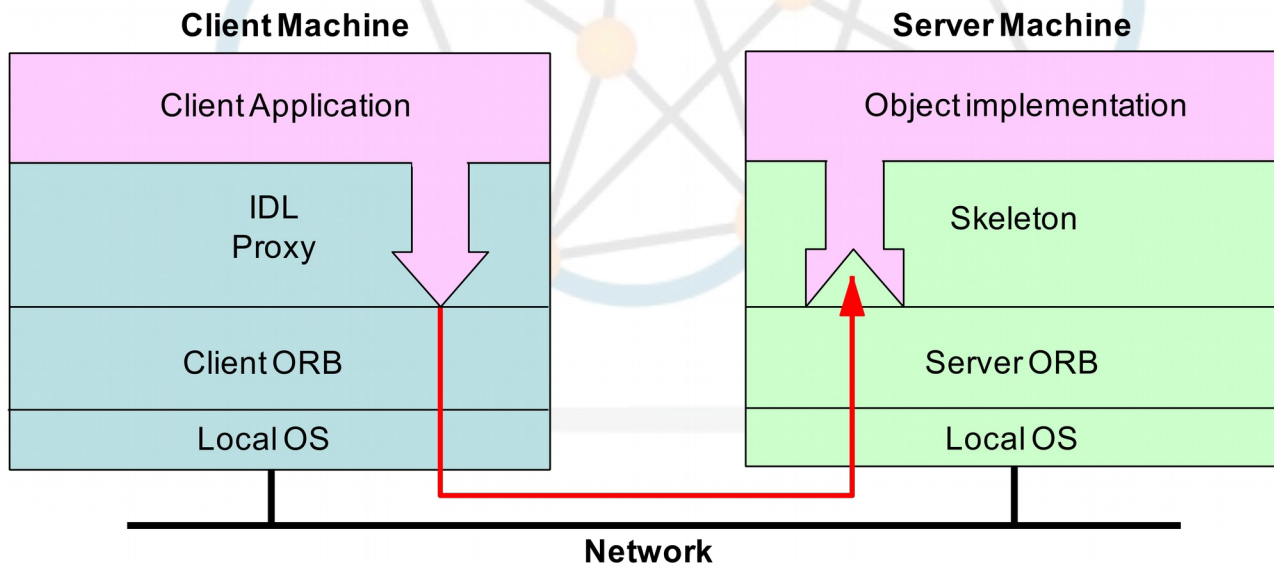 Client Machine
Client Application
IDL
Proxy
Client ORB
Local OS
Server Machine
Object implementation
Skeleton
Server ORB
Local OS
Network